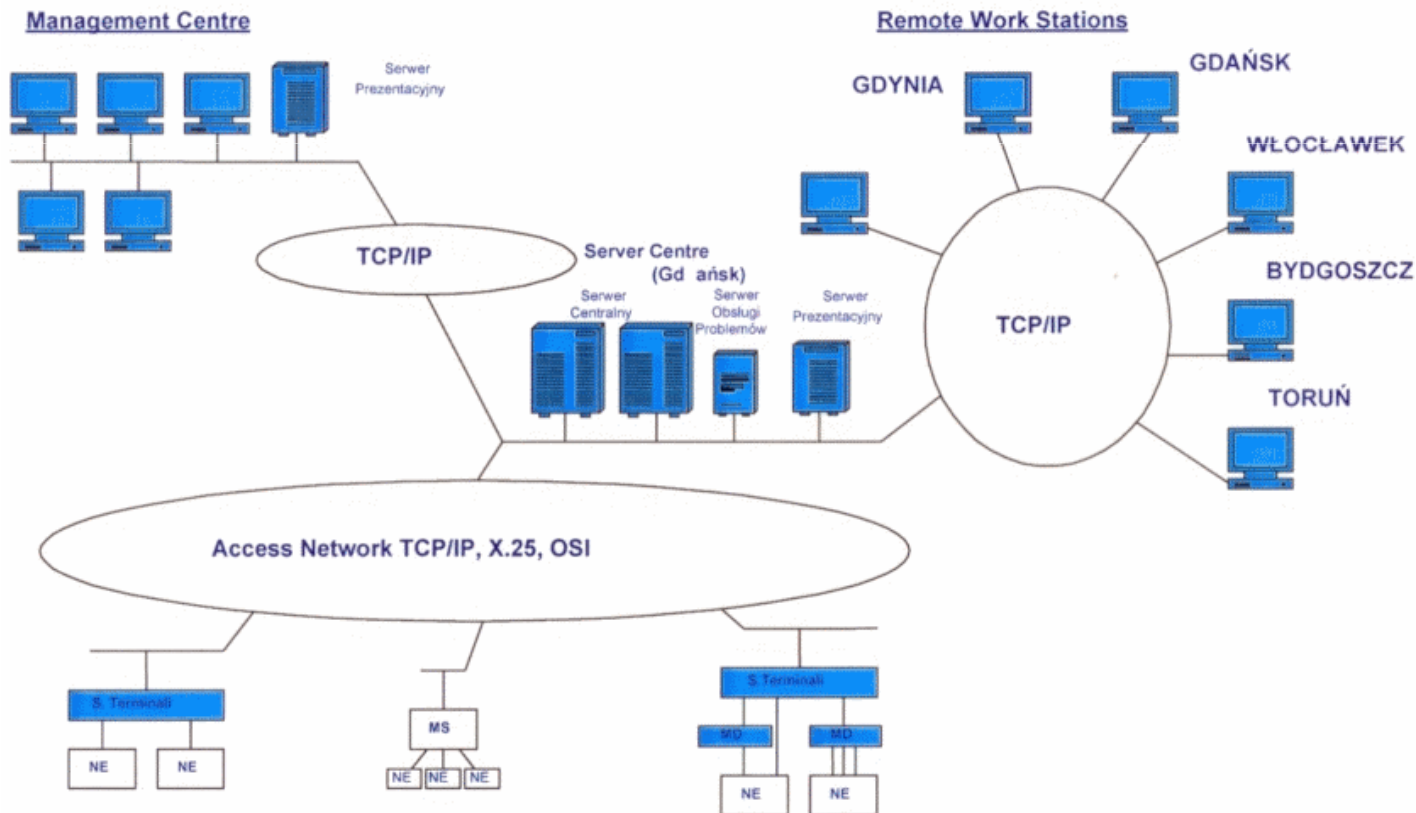 Management Centre
Remote Work Stations
Serwer
Prezentacyjny
GDYNIA
GDAŃSK
WŁOCŁAWEK
BYDGOSZCZ
TORUŃ
TCP/IP
TCP/IP
Server Centre
(Gd ańsk)
Serwer
Centralny
Serwer
Obsługi
Problemów
Serwer
Prezentacyjny
Access Network TCP/IP, X.25, OSI
S. Terminali
NE
NE
MS
NE
NE
NE
S.Terminali
MD
MD
NE
NE